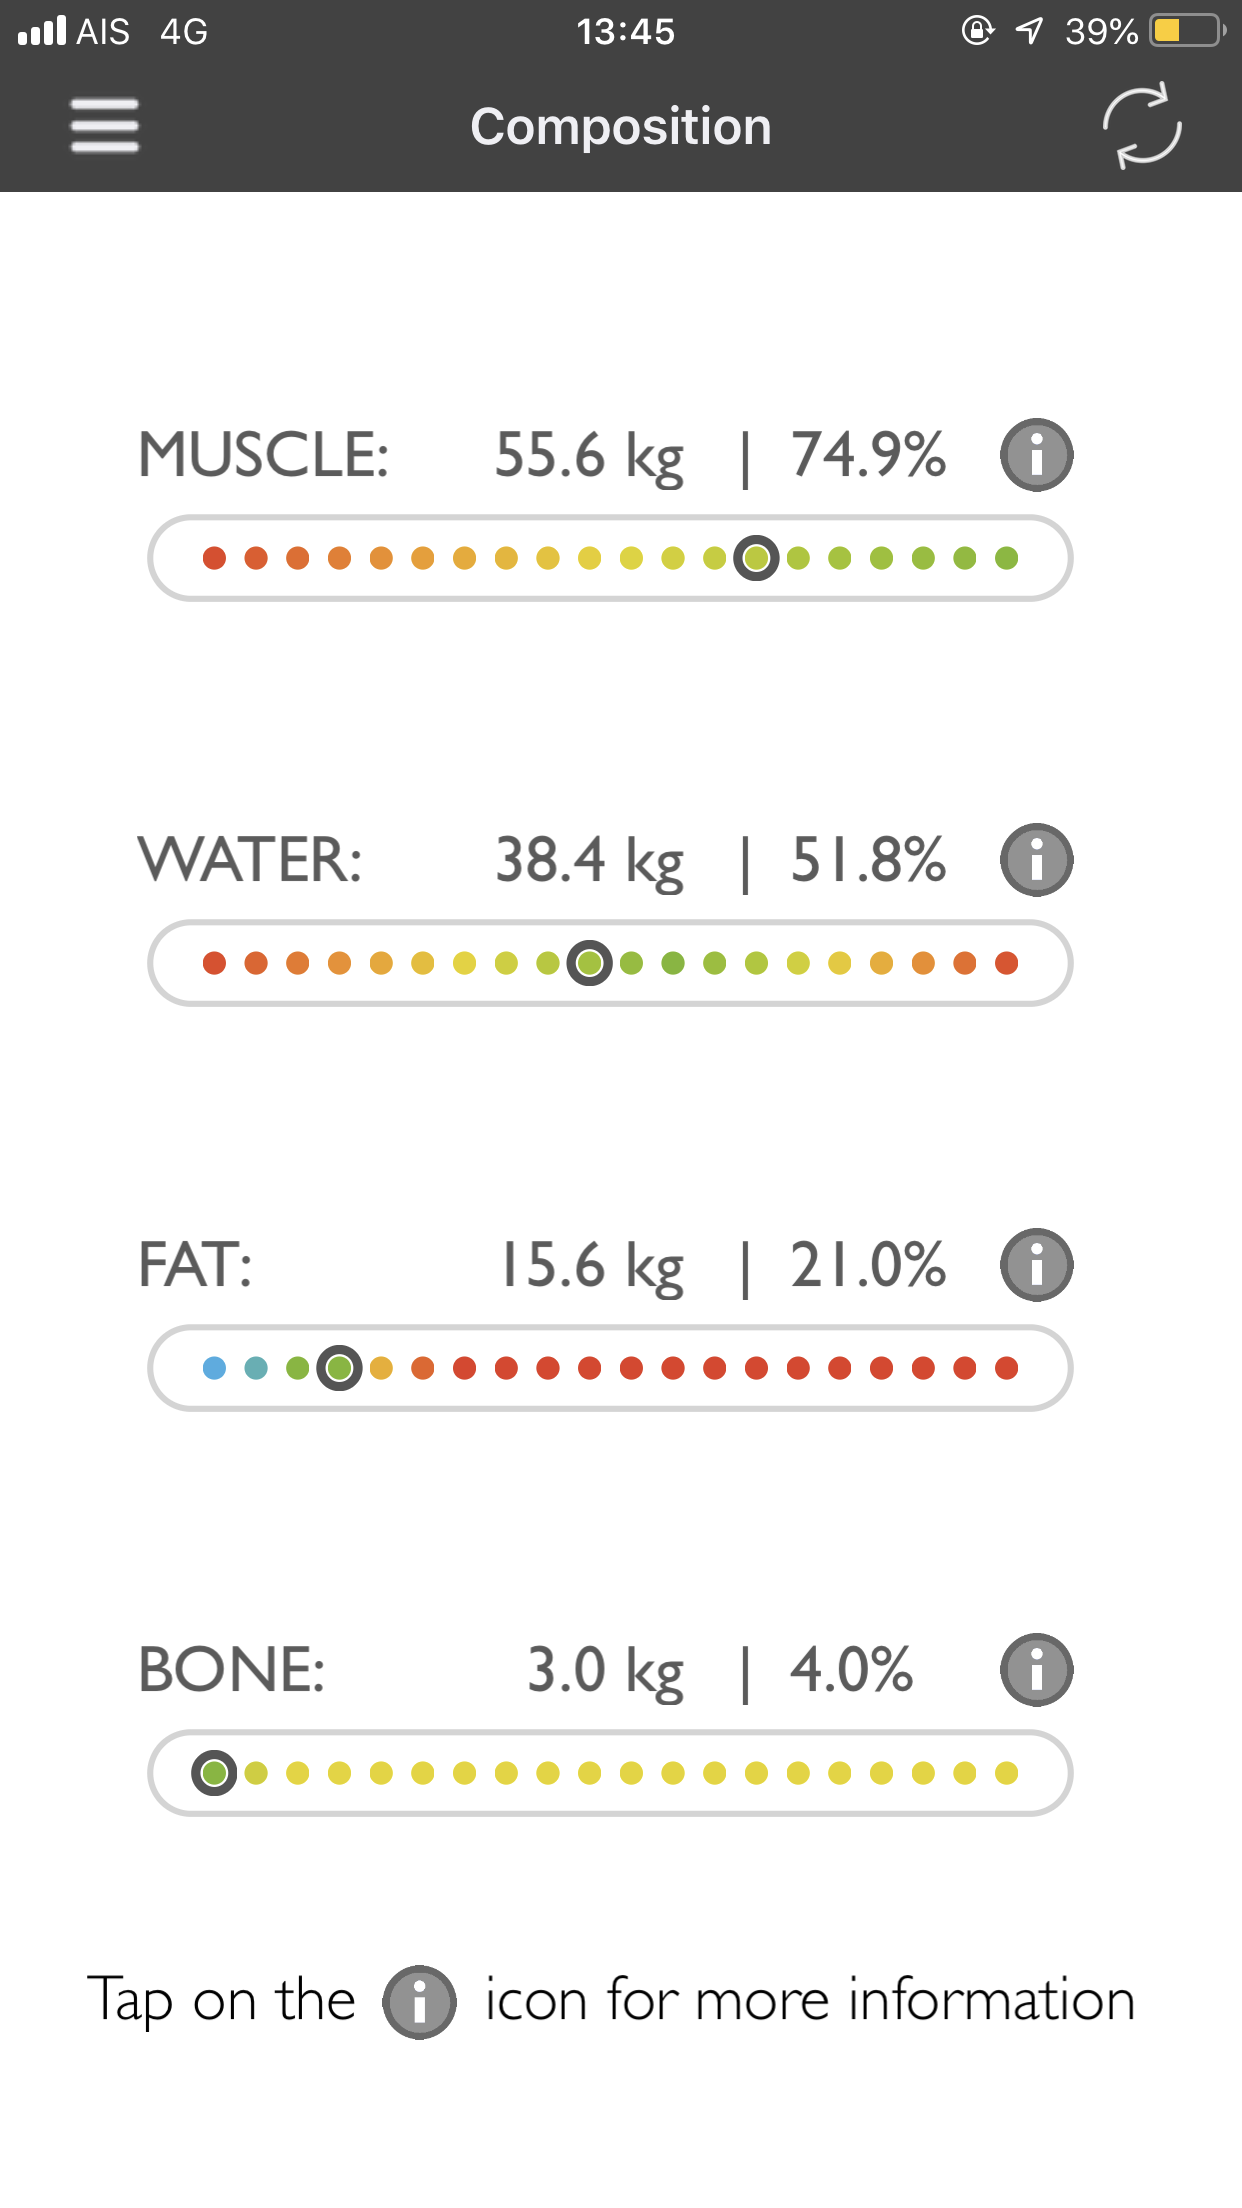 AIS 4G 13:45 39%
Composition
MUSCLE: 55.6 kg | 74.9%
WATER: 38.4 kg | 51.8%
FAT: 15.6 kg | 21.0%
BONE: 3.0 kg | 4.0%
Tap on the i icon for more information